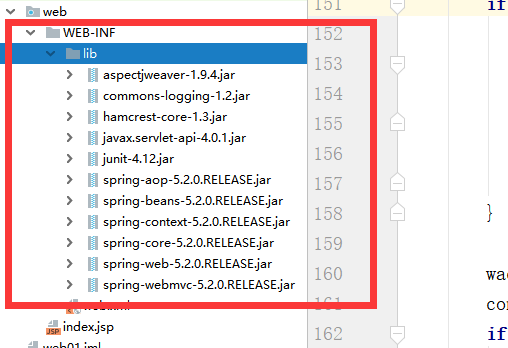 web
WEB-INF
lib
aspectjweaver-1.9.4.jar
commons-logging-1.2.jar
hamcrest-core-1.3.jar
javax.servlet-api-4.0.1.jar
junit-4.12.jar
spring-aop-5.2.0.RELEASE.jar
spring-beans-5.2.0.RELEASE.jar
spring-context-5.2.0.RELEASE.jar
spring-core-5.2.0.RELEASE.jar
spring-web-5.2.0.RELEASE.jar
spring-webmvc-5.2.0.RELEASE.jar
JSP index.jsp
151 if
152
153
154
155
156
157
158 }
159
160 wa
161 con
162 if